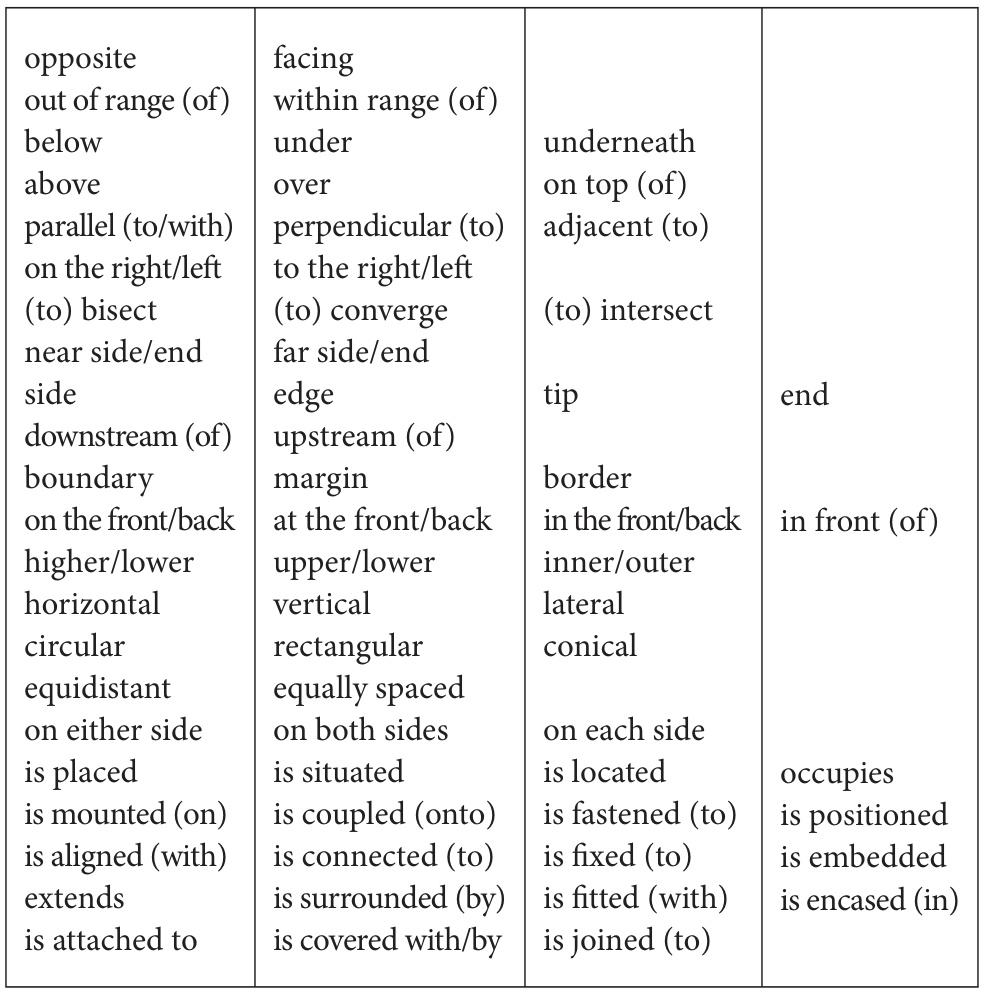 opposite facing
out of range (of) within range (of)
below under underneath
above over on top (of)
parallel (to/with) perpendicular (to) adjacent (to)
on the right/left to the right/left
(to) bisect (to) converge (to) intersect
near side/end far side/end
side edge tip end
downstream (of) upstream (of)
boundary margin border
on the front/back at the front/back in the front/back in front (of)
higher/lower upper/lower inner/outer
horizontal vertical lateral
circular rectangular conical
equidistant equally spaced
on either side on both sides on each side
is placed is situated is located occupies
is mounted (on) is coupled (onto) is fastened (to) is positioned
is aligned (with) is connected (to) is fixed (to) is embedded
extends is surrounded (by) is fitted (with) is encased (in)
is attached to is covered with/by is joined (to)